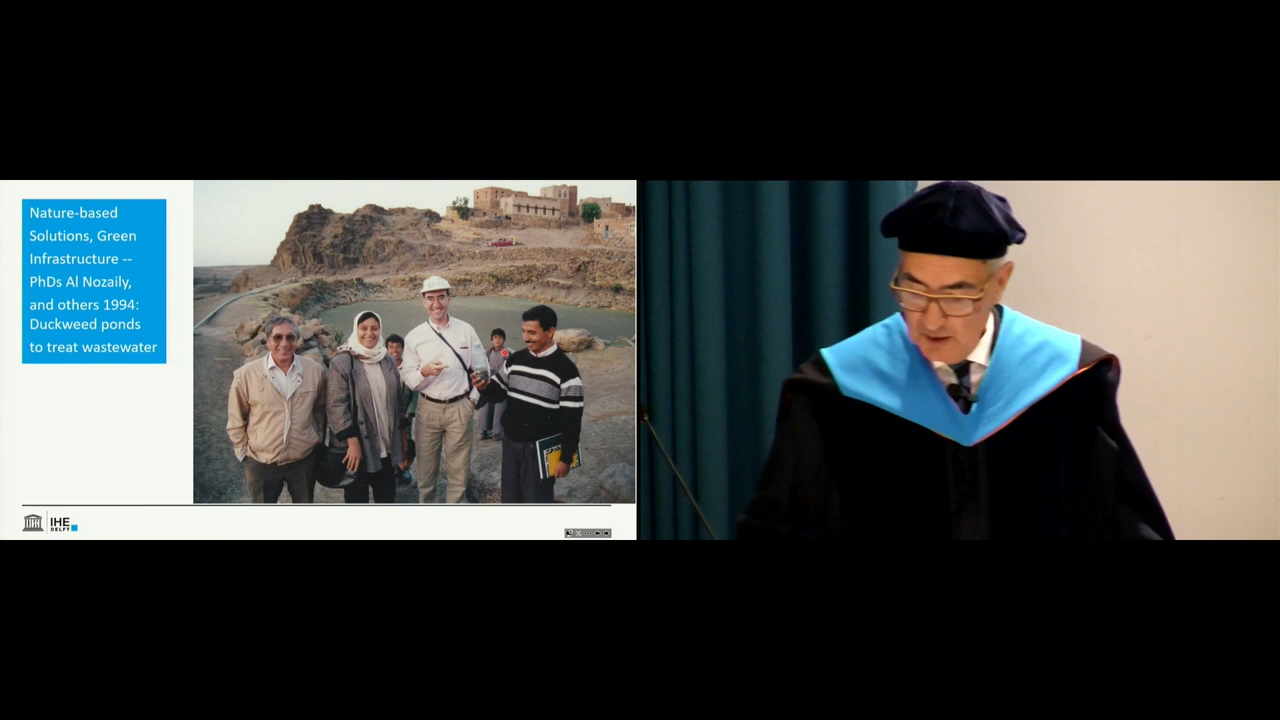 Nature-based
Solutions, Green
Infrastructure --
PhDs Al Nozaily,
and others 1994:
Duckweed ponds
to treat wastewater
IHE
DELFT